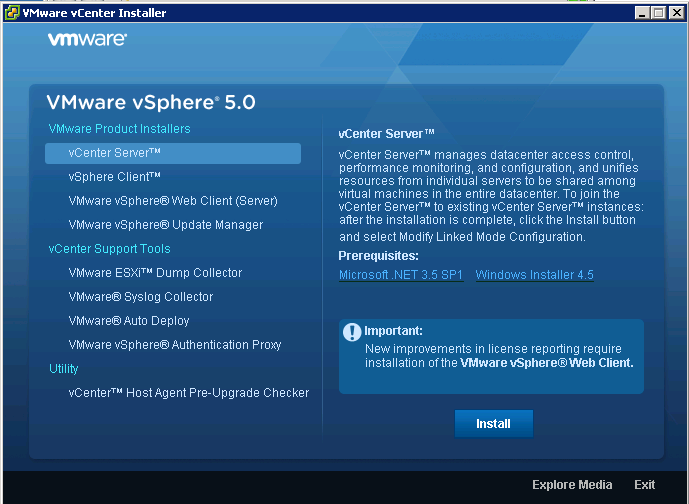 VMware vCenter Installer
vmware®
VMware vSphere® 5.0
VMware Product Installers
vCenter Server™
vSphere Client™
VMware vSphere® Web Client (Server)
VMware vSphere® Update Manager
vCenter Support Tools
VMware ESXi™ Dump Collector
VMware® Syslog Collector
VMware® Auto Deploy
VMware vSphere® Authentication Proxy
Utility
vCenter™ Host Agent Pre-Upgrade Checker
vCenter Server™
vCenter Server™ manages datacenter access control,
performance monitoring, and configuration, and unifies
resources from individual servers to be shared among
virtual machines in the entire datacenter. To join the
vCenter Server™ to existing vCenter Server™ instances:
after the installation is complete, click the Install button
and select Modify Linked Mode Configuration.
Prerequisites:
Microsoft .NET 3.5 SP1 Windows Installer 4.5
Important:
New improvements in license reporting require
installation of the VMware vSphere® Web Client.
Install
Explore Media Exit